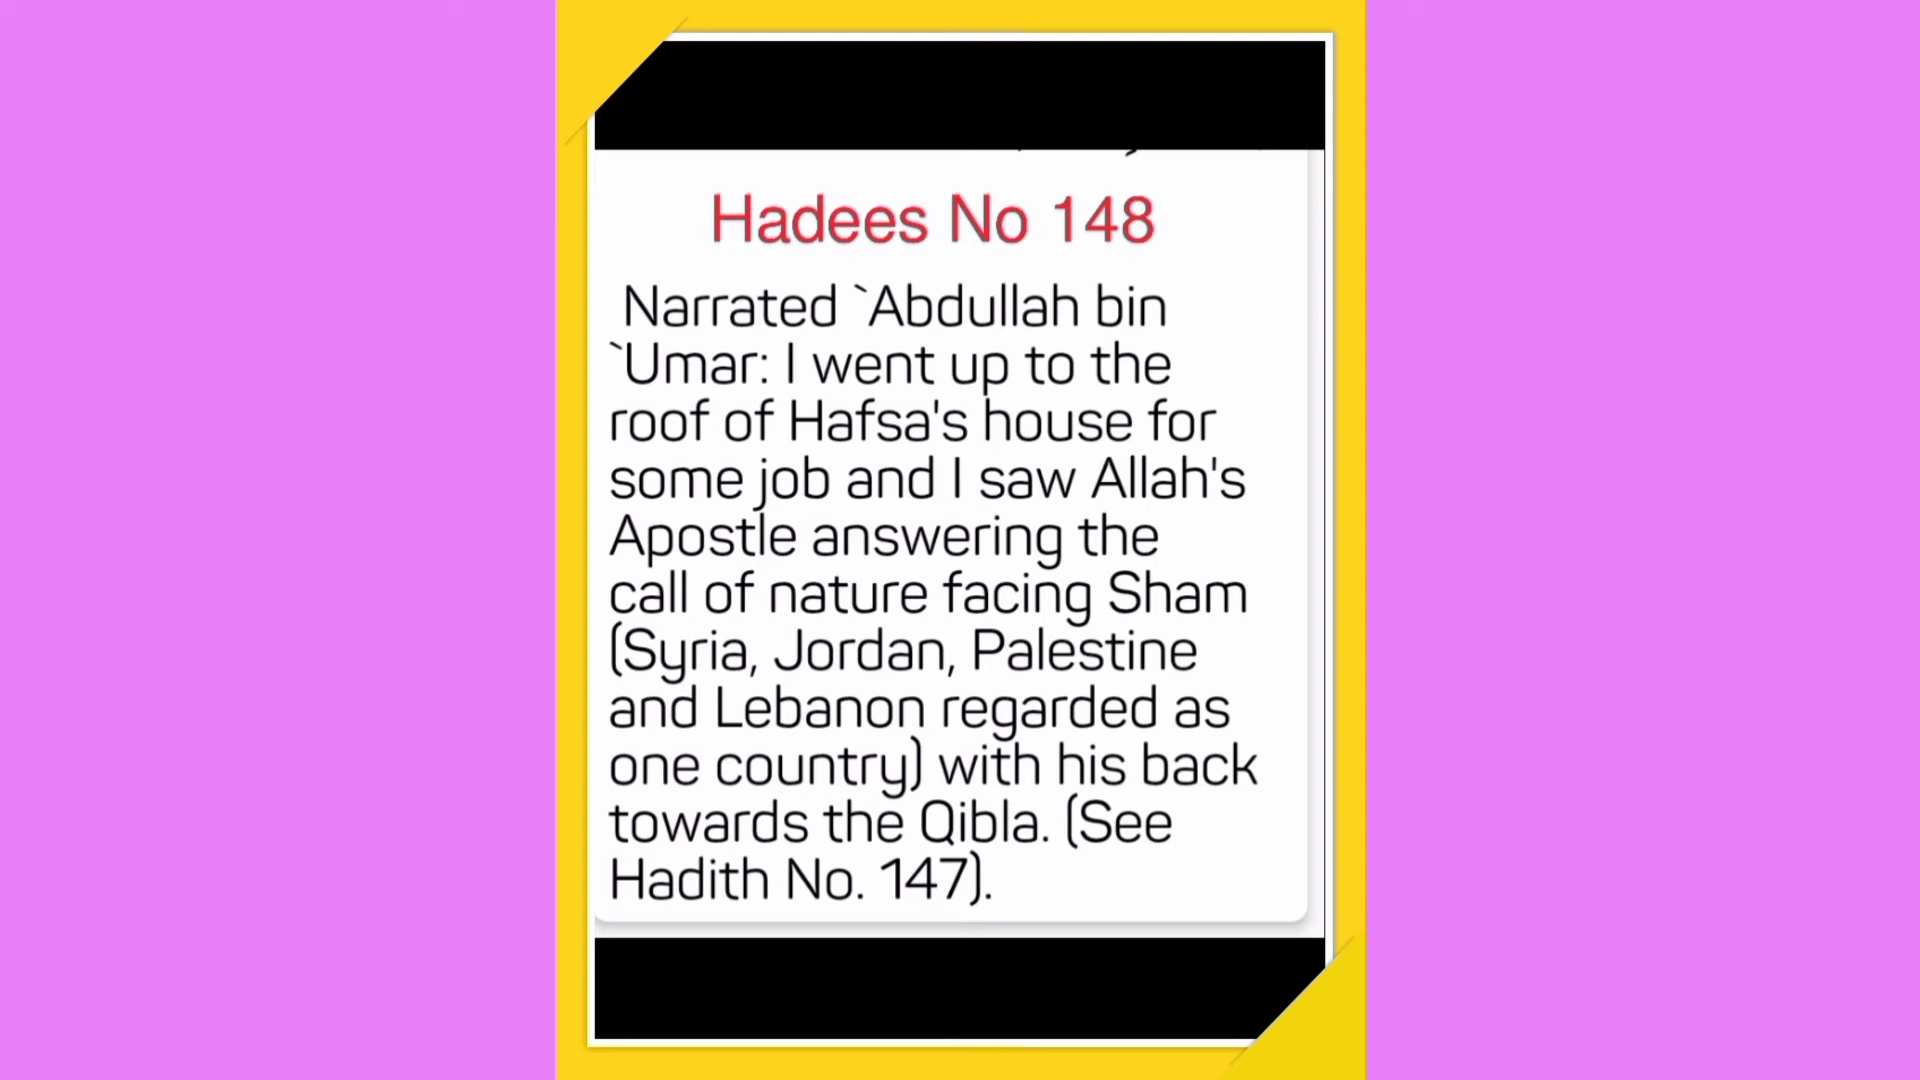 Hadees No 148
Narrated `Abdullah bin
`Umar: I went up to the
roof of Hafsa's house for
some job and I saw Allah's
Apostle answering the
call of nature facing Sham
(Syria, Jordan, Palestine
and Lebanon regarded as
one country) with his back
towards the Qibla. (See
Hadith No. 147).